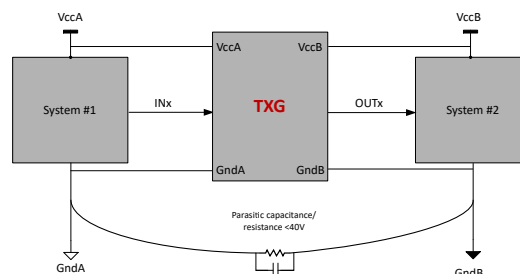 VccA
VccB
VccA
VccB
System #1
INx
TXG
OUTx
System #2
GndA
GndB
Parasitic capacitance/
resistance <40V
GndA
GndB